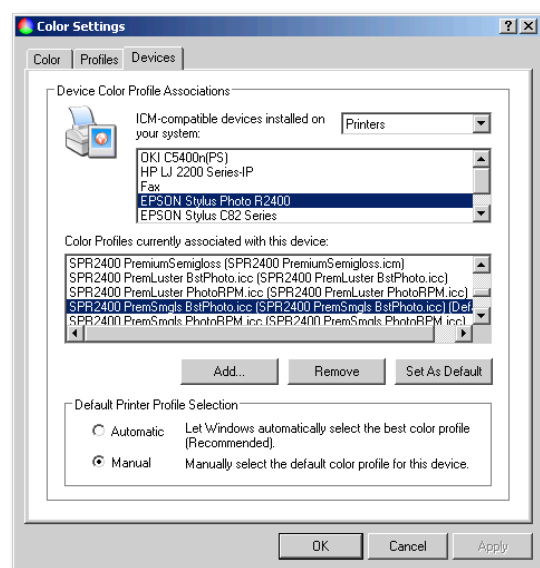 Color Settings
Color Profiles Devices
Device Color Profile Associations
ICM-compatible devices installed on your system:
Printers
OKI C5400n(PS)
HP LJ 2200 Series-IP
Fax
EPSON Stylus Photo R2400
EPSON Stylus C82 Series
Color Profiles currently associated with this device:
SPR2400 PremiumSemigloss (SPR2400 PremiumSemigloss.icm)
SPR2400 PremLuster BstPhoto.icc (SPR2400 PremLuster BstPhoto.icc)
SPR2400 PremLuster PhotoRPM.icc (SPR2400 PremLuster PhotoRPM.icc)
SPR2400 PremSmgls BstPhoto.icc (SPR2400 PremSmgls BstPhoto.icc) (Defa
SPR2400 PremSmgls PhotoRPM.icc (SPR2400 PremSmgls PhotoRPM.icc)
Add... Remove Set As Default
Default Printer Profile Selection
Automatic
Let Windows automatically select the best color profile
(Recommended).
Manual
Manually select the default color profile for this device.
OK Cancel Apply